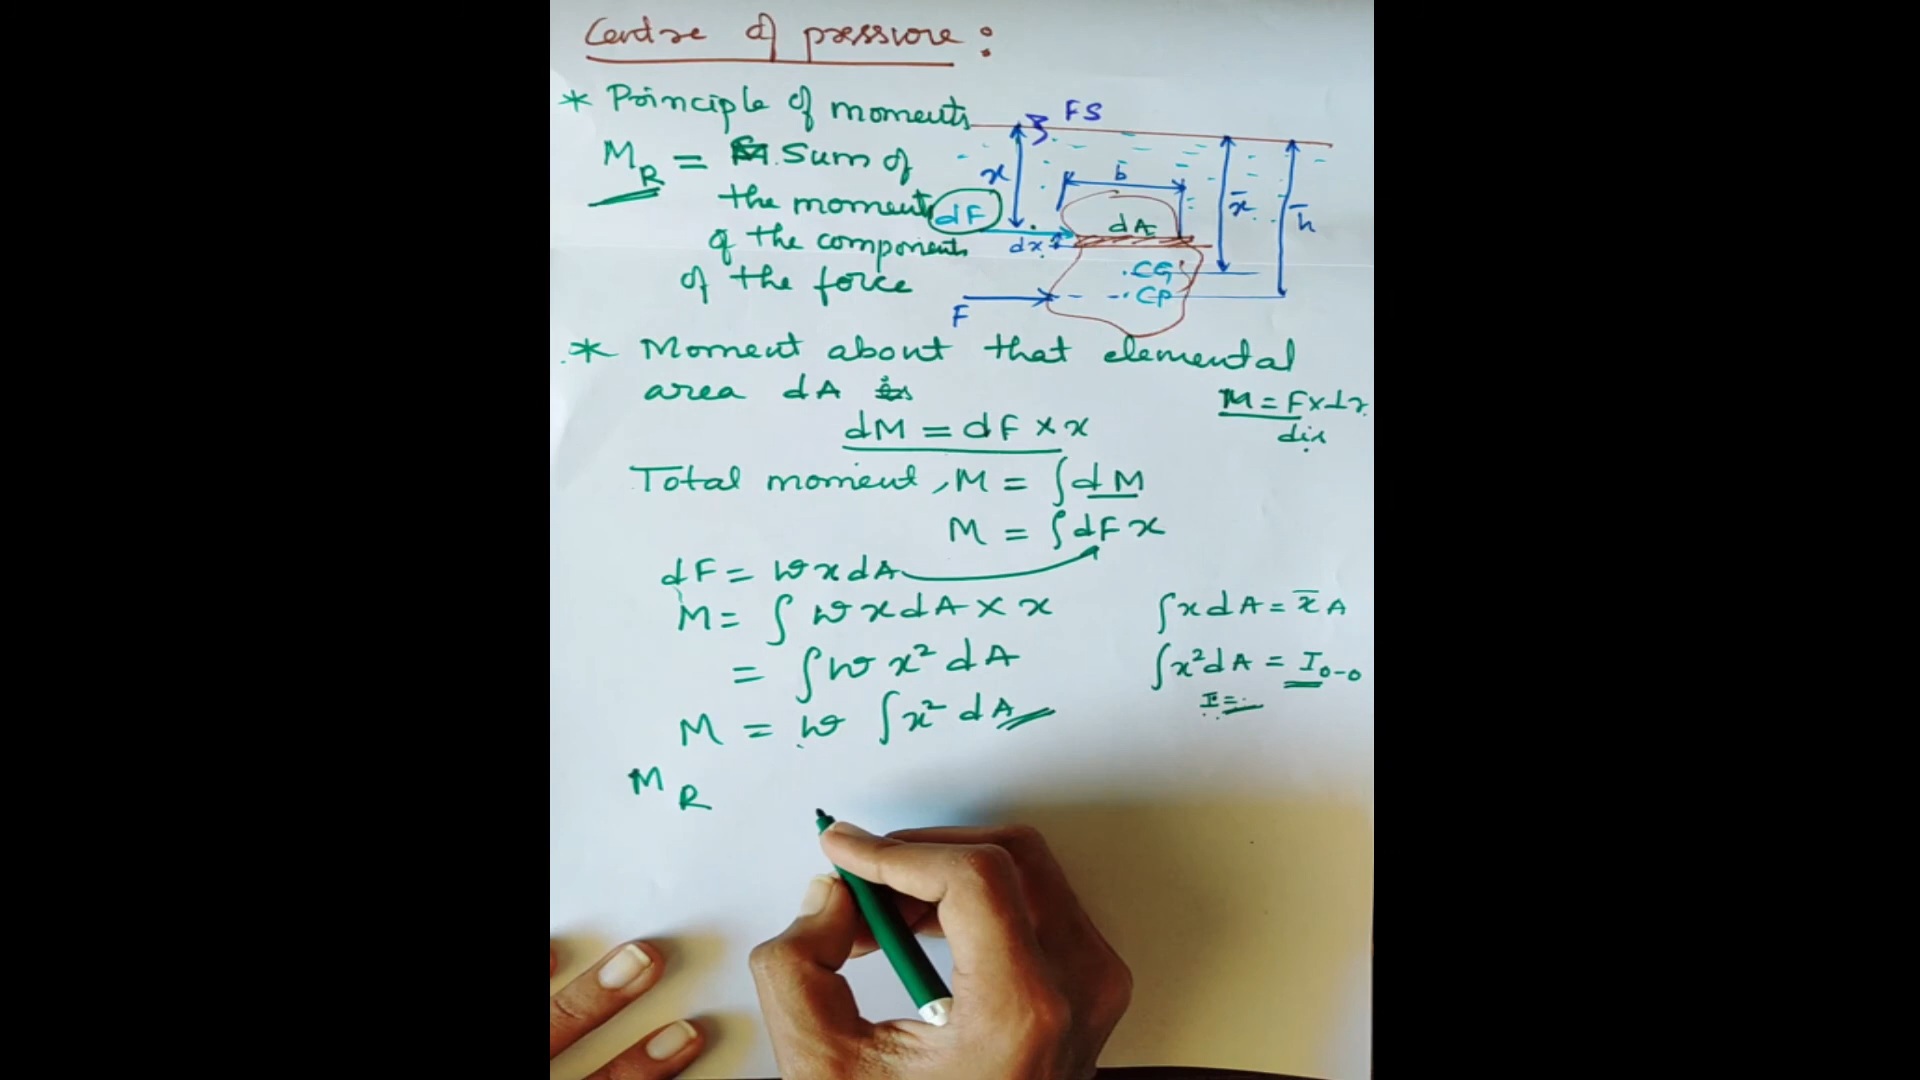 Centre of pressure :
* Principle of moments
M_R = Sum of
the moments
of the components
of the force
FS
x
b
x̄
h̄
dF
dA
dx
.CG
.CP
F
* Moment about that elemental
area dA is
M = F x ⊥r
dis
dM = dF × x
Total moment, M = ∫dM
M = ∫dF x
dF = w x dA
M = ∫ w x dA × x
∫x dA = x̄ A
= ∫ w x² dA
∫x² dA = I₀₋₀
I =
M = w ∫x² dA
M_R